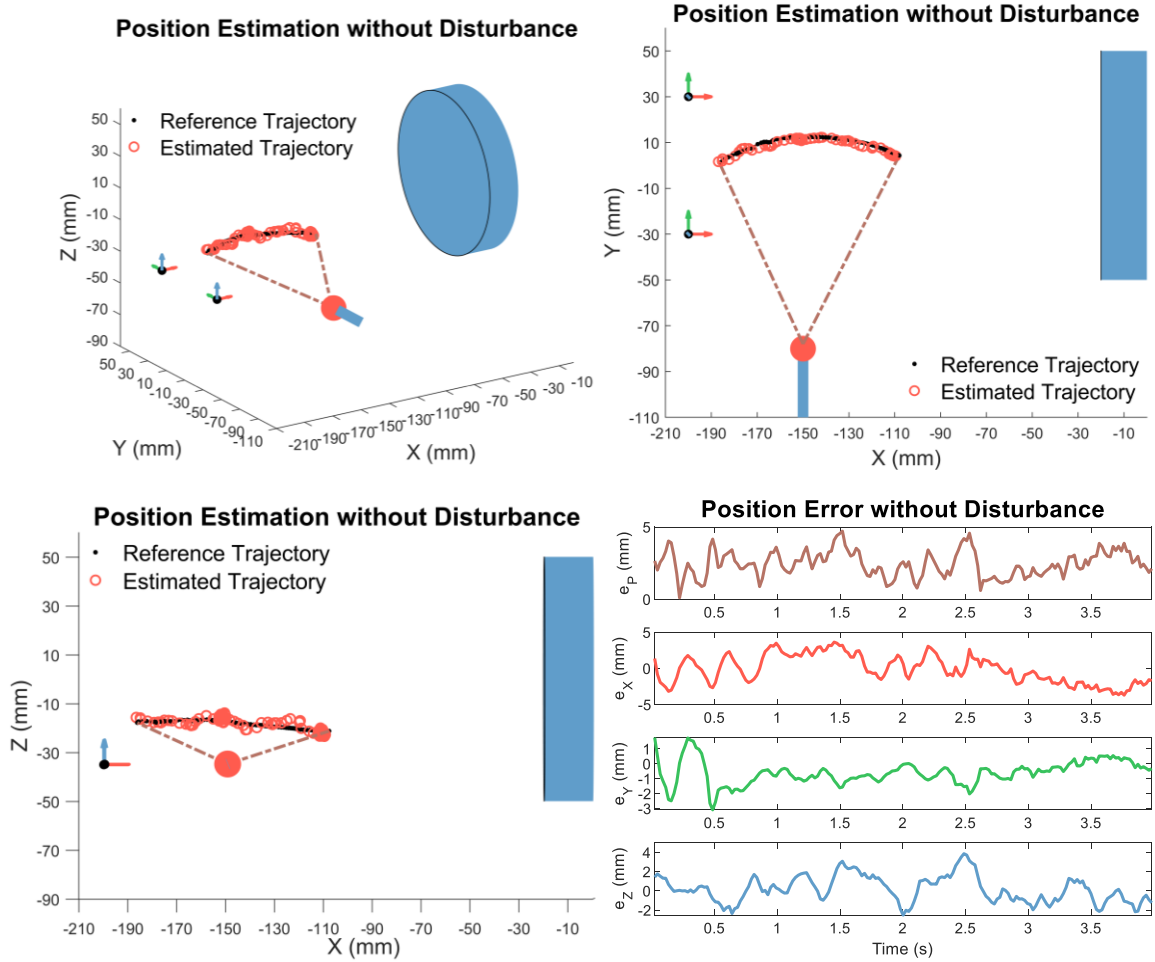 Position Estimation without Disturbance
50
30
10
-10
-30
-50
-70
-90
Z (mm)
Reference Trajectory
Estimated Trajectory
50
30
10
-10
-30
-50
-70
-90
-110
Y (mm)
-210
-190
-170
-150
-130
-110
-90
-70
-50
-30
-10
X (mm)
Position Estimation without Disturbance
50
30
10
-10
-30
-50
-70
-90
-110
Y (mm)
Reference Trajectory
Estimated Trajectory
-210 -190 -170 -150 -130 -110 -90 -70 -50 -30 -10
X (mm)
Position Estimation without Disturbance
Reference Trajectory
Estimated Trajectory
50
30
10
-10
-30
-50
-70
-90
Z (mm)
-210 -190 -170 -150 -130 -110 -90 -70 -50 -30 -10
X (mm)
Position Error without Disturbance
5
0
e_P (mm)
0.5 1 1.5 2 2.5 3 3.5
5
0
-5
e_X (mm)
0.5 1 1.5 2 2.5 3 3.5
1
0
-1
-2
-3
e_Y (mm)
0.5 1 1.5 2 2.5 3 3.5
4
2
0
-2
e_Z (mm)
0.5 1 1.5 2 2.5 3 3.5
Time (s)